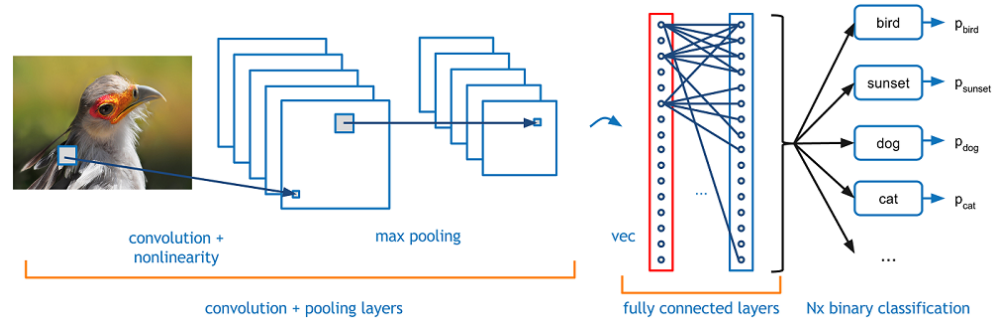 bird
p_bird
sunset
p_sunset
dog
p_dog
cat
p_cat
...
...
convolution +
nonlinearity
max pooling
vec
convolution + pooling layers
fully connected layers
Nx binary classification